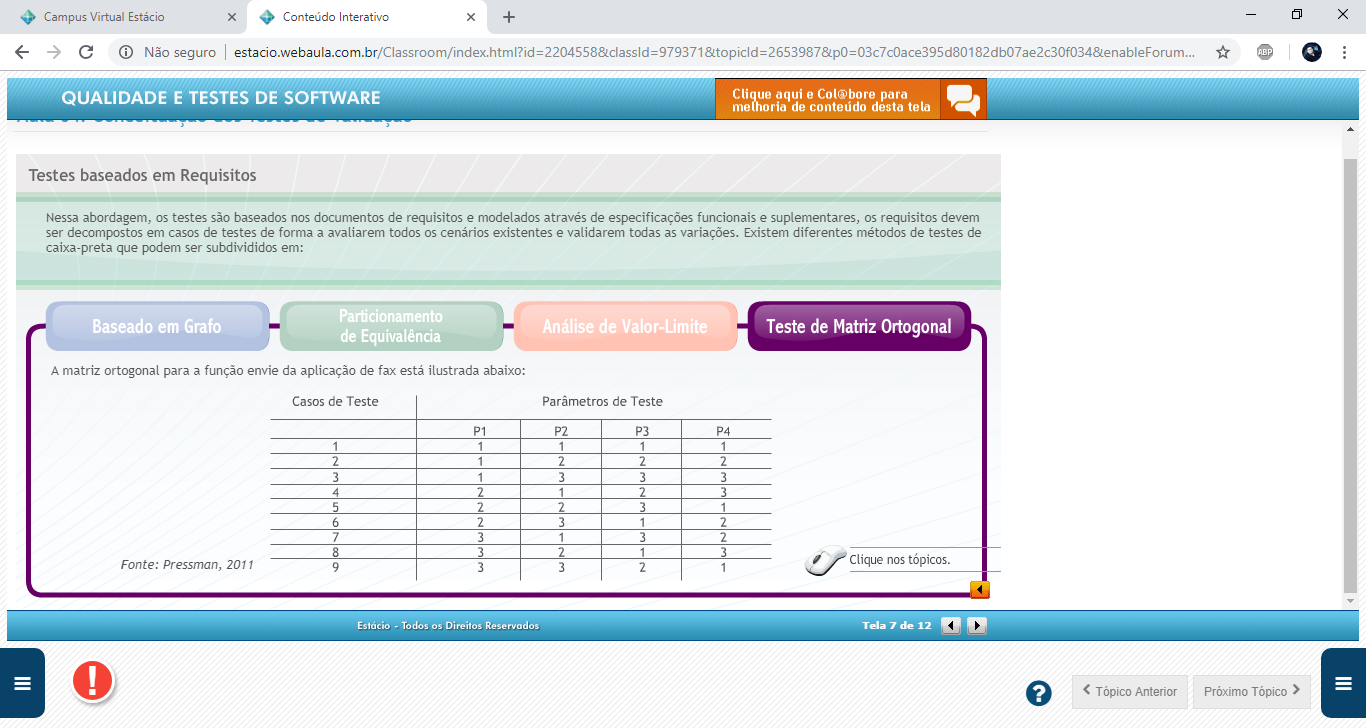 Campus Virtual Estácio
Conteúdo Interativo
Não seguro
estacio.webaula.com.br/Classroom/index.html?id=2204558&classId=979371&topicId=2653987&p0=03c7c0ace395d80182db07ae2c30f034&enableForum...
ABP
QUALIDADE E TESTES DE SOFTWARE
Clique aqui e Col@bore para
melhoria de conteúdo desta tela
Testes baseados em Requisitos
Nessa abordagem, os testes são baseados nos documentos de requisitos e modelados através de especificações funcionais e suplementares, os requisitos devem
ser decompostos em casos de testes de forma a avaliarem todos os cenários existentes e validarem todas as variações. Existem diferentes métodos de testes de
caixa-preta que podem ser subdivididos em:
Baseado em Grafo
Particionamento
de Equivalência
Análise de Valor-Limite
Teste de Matriz Ortogonal
A matriz ortogonal para a função envie da aplicação de fax está ilustrada abaixo:
Casos de Teste Parâmetros de Teste
P1 P2 P3 P4
1 1 1 1 1
2 1 2 2 2
3 1 3 3 3
4 2 1 2 3
5 2 2 3 1
6 2 3 1 2
7 3 1 3 2
8 3 2 1 3
9 3 3 2 1
Fonte: Pressman, 2011
Clique nos tópicos.
Estácio - Todos os Direitos Reservados
Tela 7 de 12
!
?
Tópico Anterior
Próximo Tópico